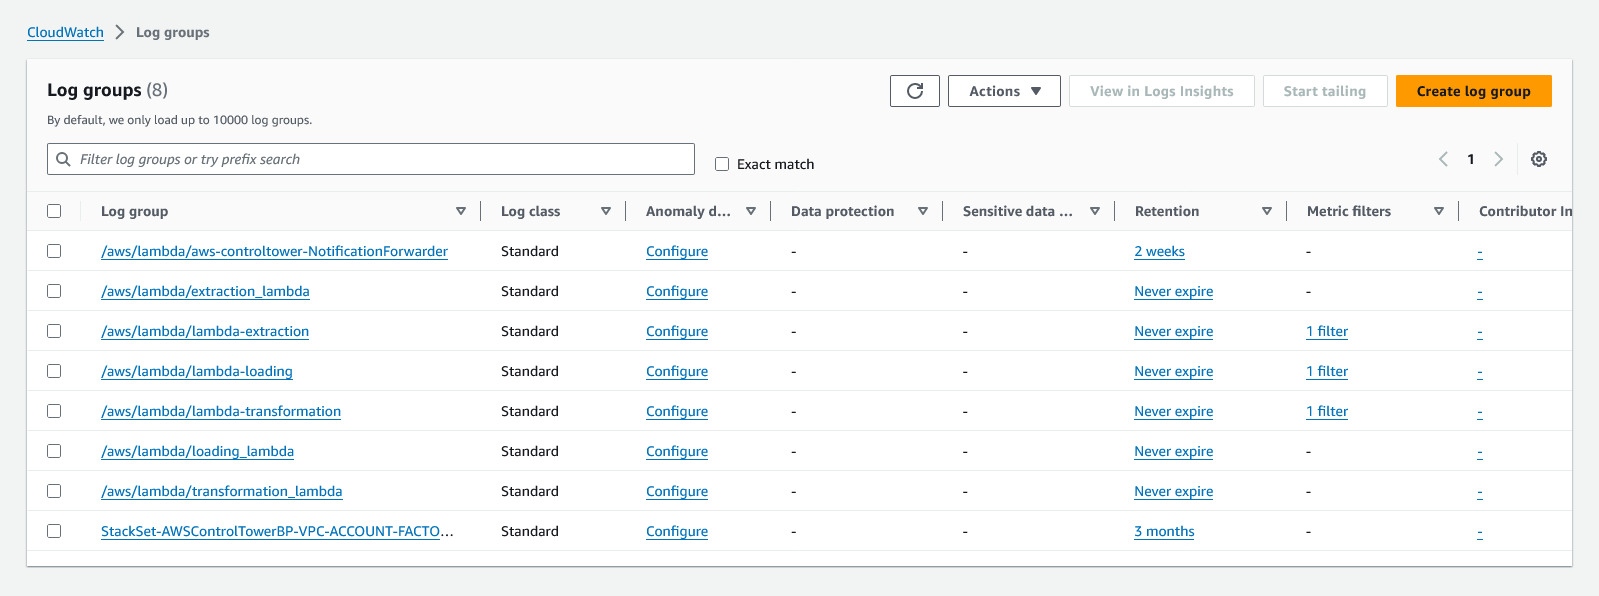 CloudWatch > Log groups
Log groups (8)
Actions ▼ View in Logs Insights Start tailing Create log group
By default, we only load up to 10000 log groups.
Filter log groups or try prefix search Exact match < 1 >
Log group Log class Anomaly d... Data protection Sensitive data ... Retention Metric filters Contributor In
/aws/lambda/aws-controltower-NotificationForwarder Standard Configure - - 2 weeks - -
/aws/lambda/extraction_lambda Standard Configure - - Never expire - -
/aws/lambda/lambda-extraction Standard Configure - - Never expire 1 filter -
/aws/lambda/lambda-loading Standard Configure - - Never expire 1 filter -
/aws/lambda/lambda-transformation Standard Configure - - Never expire 1 filter -
/aws/lambda/loading_lambda Standard Configure - - Never expire - -
/aws/lambda/transformation_lambda Standard Configure - - Never expire - -
StackSet-AWSControlTowerBP-VPC-ACCOUNT-FACTO... Standard Configure - - 3 months - -